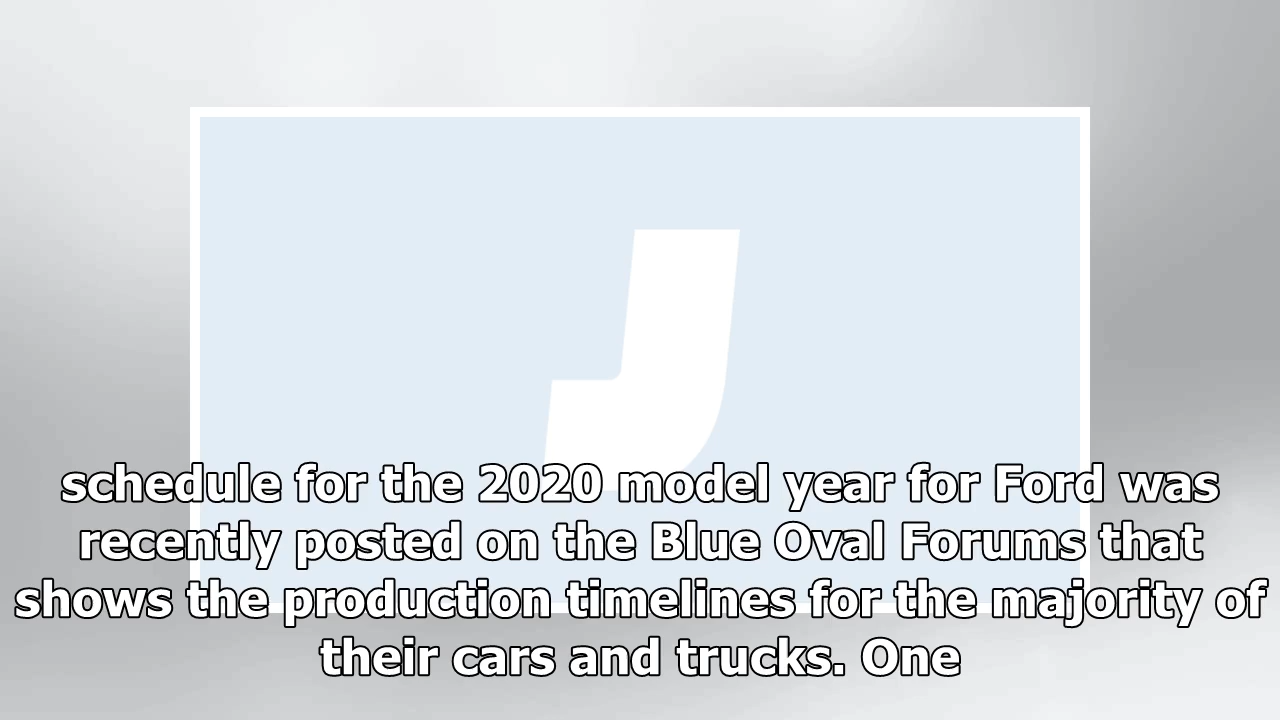 J
schedule for the 2020 model year for Ford was
recently posted on the Blue Oval Forums that
shows the production timelines for the majority of
their cars and trucks. One